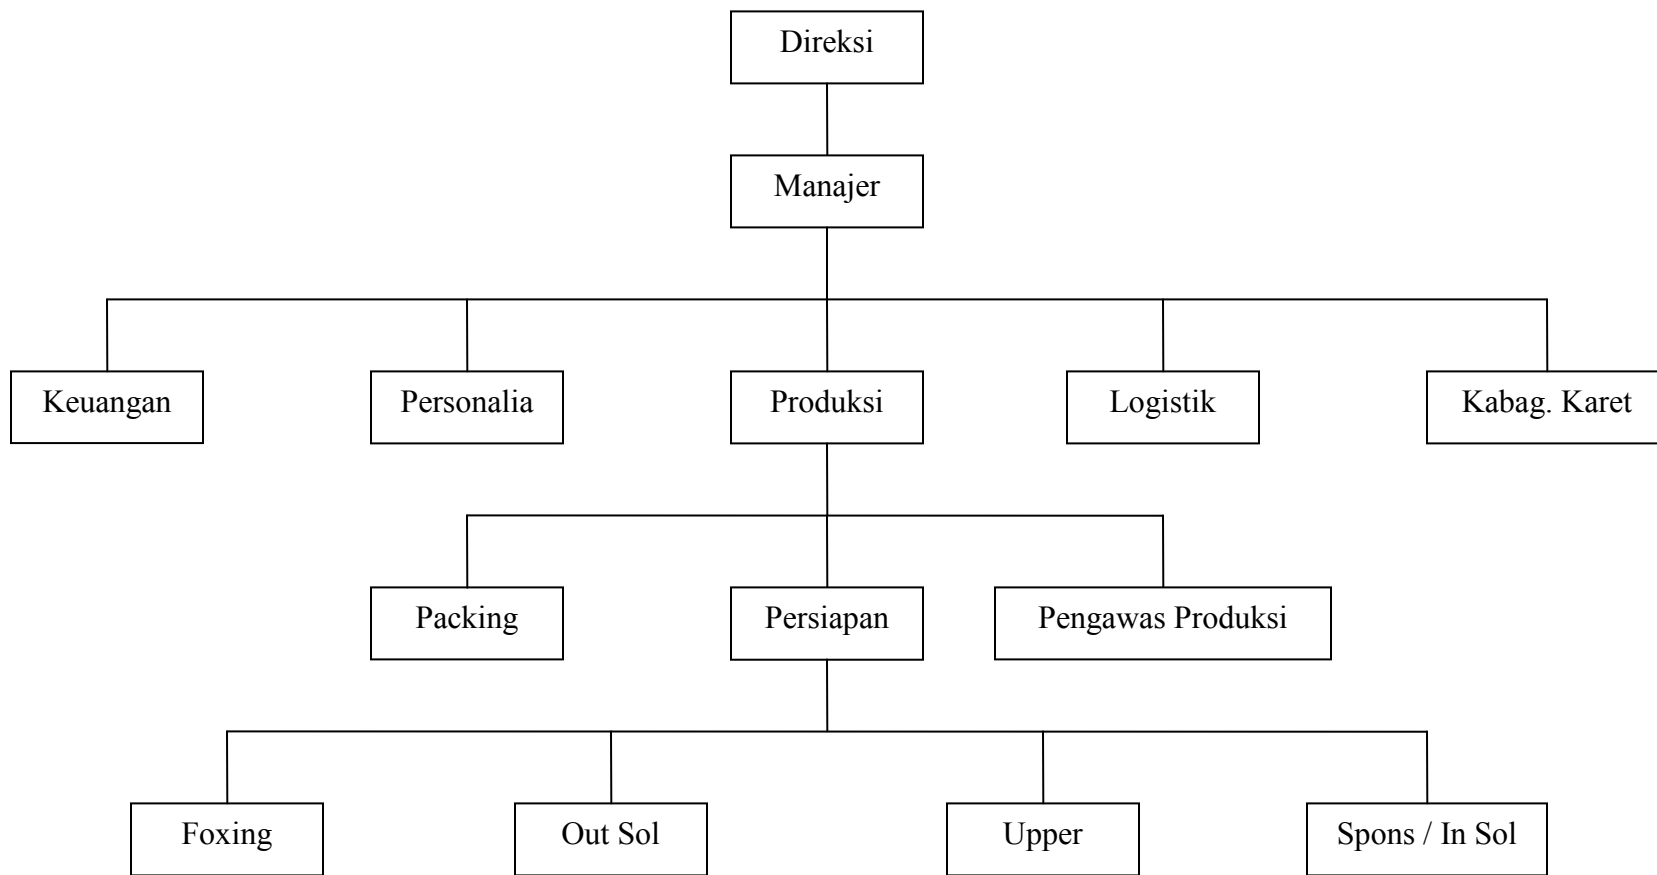 Direksi
Manajer
Keuangan
Personalia
Produksi
Logistik
Kabag. Karet
Packing
Persiapan
Pengawas Produksi
Foxing
Out Sol
Upper
Spons / In Sol